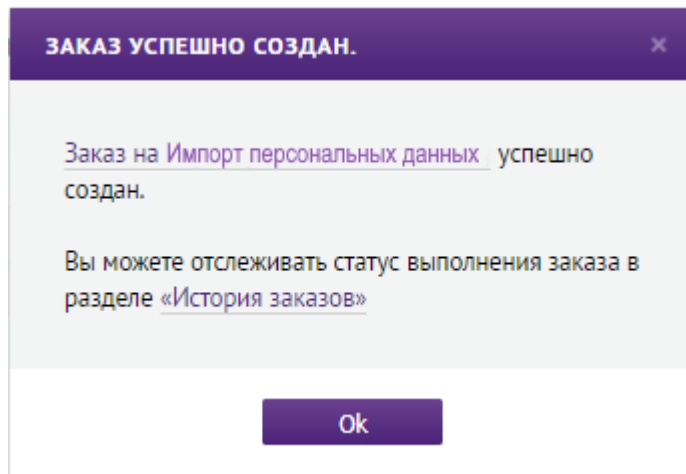 ЗАКАЗ УСПЕШНО СОЗДАН. ×
Заказ на Импорт персональных данных успешно
создан.
Вы можете отслеживать статус выполнения заказа в
разделе «История заказов»
Ok